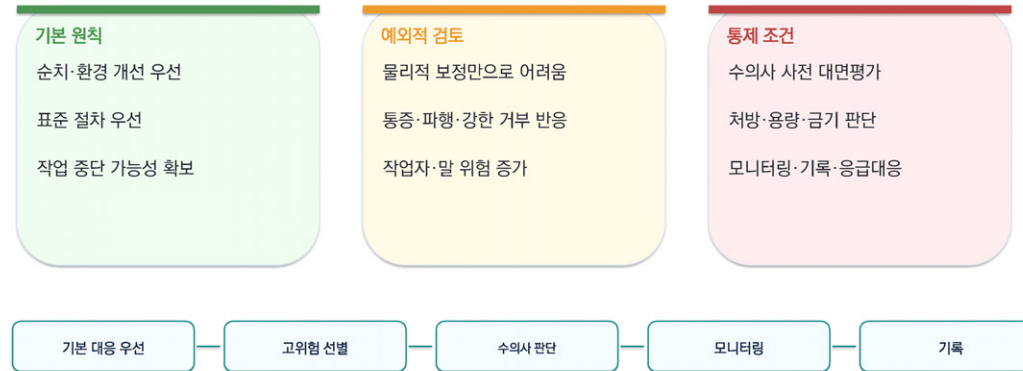 기본 원칙
순치·환경 개선 우선
표준 절차 우선
작업 중단 가능성 확보
예외적 검토
물리적 보정만으로 어려움
통증·파행·강한 거부 반응
작업자·말 위험 증가
통제 조건
수의사 사전 대면평가
처방·용량·금기 판단
모니터링·기록·응급대응
기본 대응 우선
고위험 선별
수의사 판단
모니터링
기록